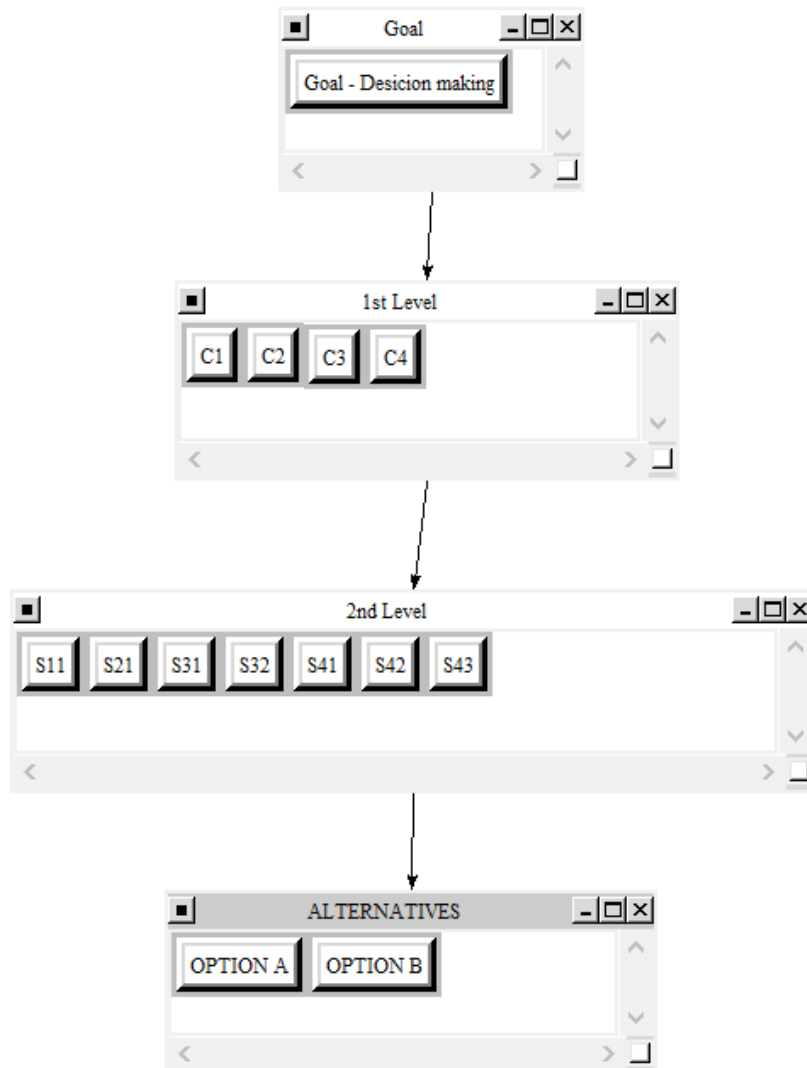 Goal
Goal - Desicion making
1st Level
C1 C2 C3 C4
2nd Level
S11 S21 S31 S32 S41 S42 S43
ALTERNATIVES
OPTION A OPTION B